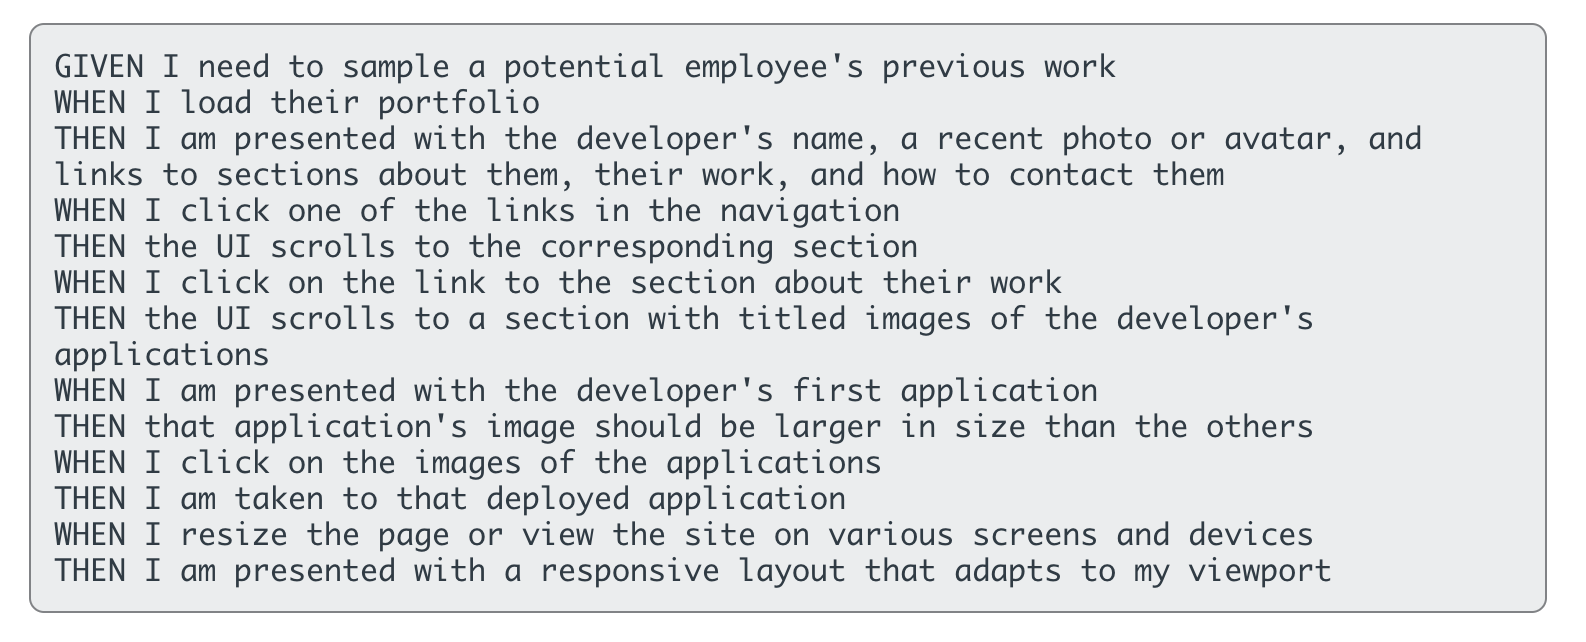 GIVEN I need to sample a potential employee's previous work
WHEN I load their portfolio
THEN I am presented with the developer's name, a recent photo or avatar, and
links to sections about them, their work, and how to contact them
WHEN I click one of the links in the navigation
THEN the UI scrolls to the corresponding section
WHEN I click on the link to the section about their work
THEN the UI scrolls to a section with titled images of the developer's
applications
WHEN I am presented with the developer's first application
THEN that application's image should be larger in size than the others
WHEN I click on the images of the applications
THEN I am taken to that deployed application
WHEN I resize the page or view the site on various screens and devices
THEN I am presented with a responsive layout that adapts to my viewport